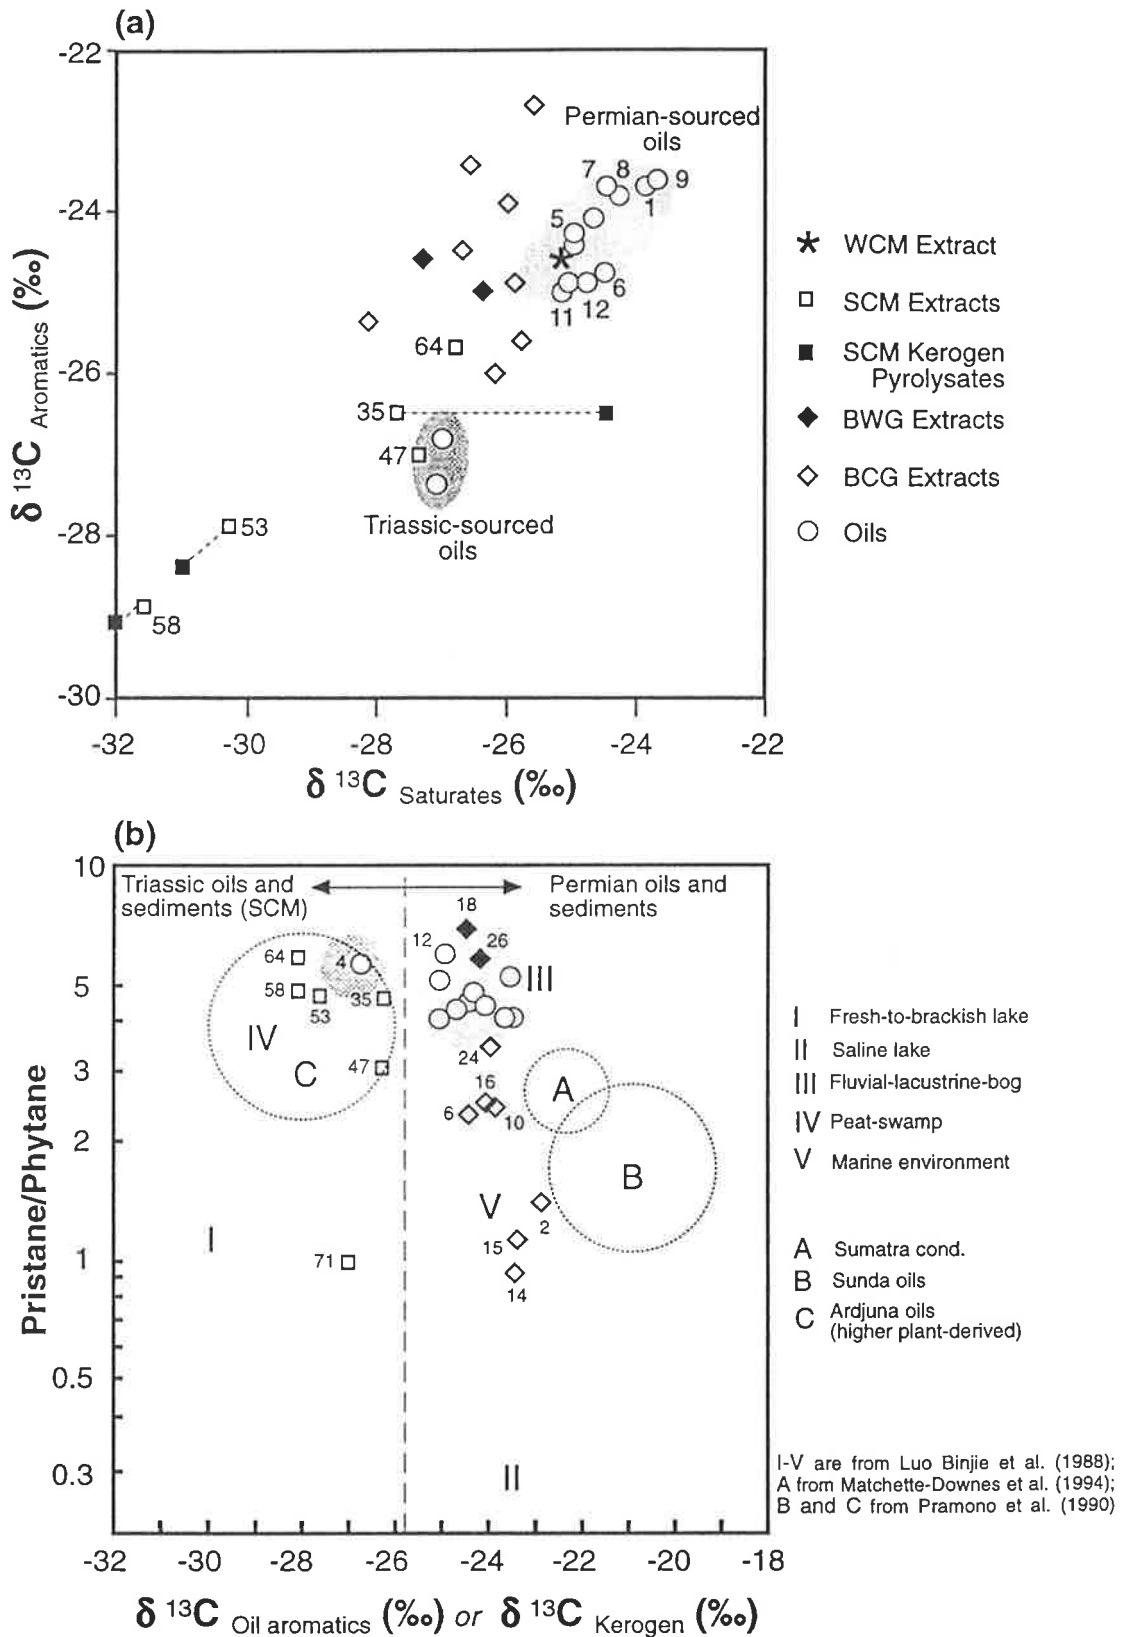 (a)
-22
-24
-26
-28
-30
δ 13C Aromatics (‰)
Permian-sourced
oils
7
8
9
1
5
6
11
12
64
35
47
Triassic-sourced
oils
53
58
-32
-30
-28
-26
-24
-22
δ 13C Saturates (‰)
WCM Extract
SCM Extracts
SCM Kerogen
Pyrolysates
BWG Extracts
BCG Extracts
Oils
(b)
10
5
3
2
1
0.5
0.3
Pristane/Phytane
Triassic oils and
sediments (SCM)
Permian oils and
sediments
18
12
26
64
4
III
58
53
35
IV
C
47
24
A
16
6
10
B
V
2
I
15
71
14
II
-32
-30
-28
-26
-24
-22
-20
-18
δ 13C Oil aromatics (‰) or δ 13C Kerogen (‰)
I Fresh-to-brackish lake
II Saline lake
III Fluvial-lacustrine-bog
IV Peat-swamp
V Marine environment
A Sumatra cond.
B Sunda oils
C Ardjuna oils
(higher plant-derived)
I-V are from Luo Binjie et al. (1988);
A from Matchette-Downes et al. (1994);
B and C from Pramono et al. (1990)